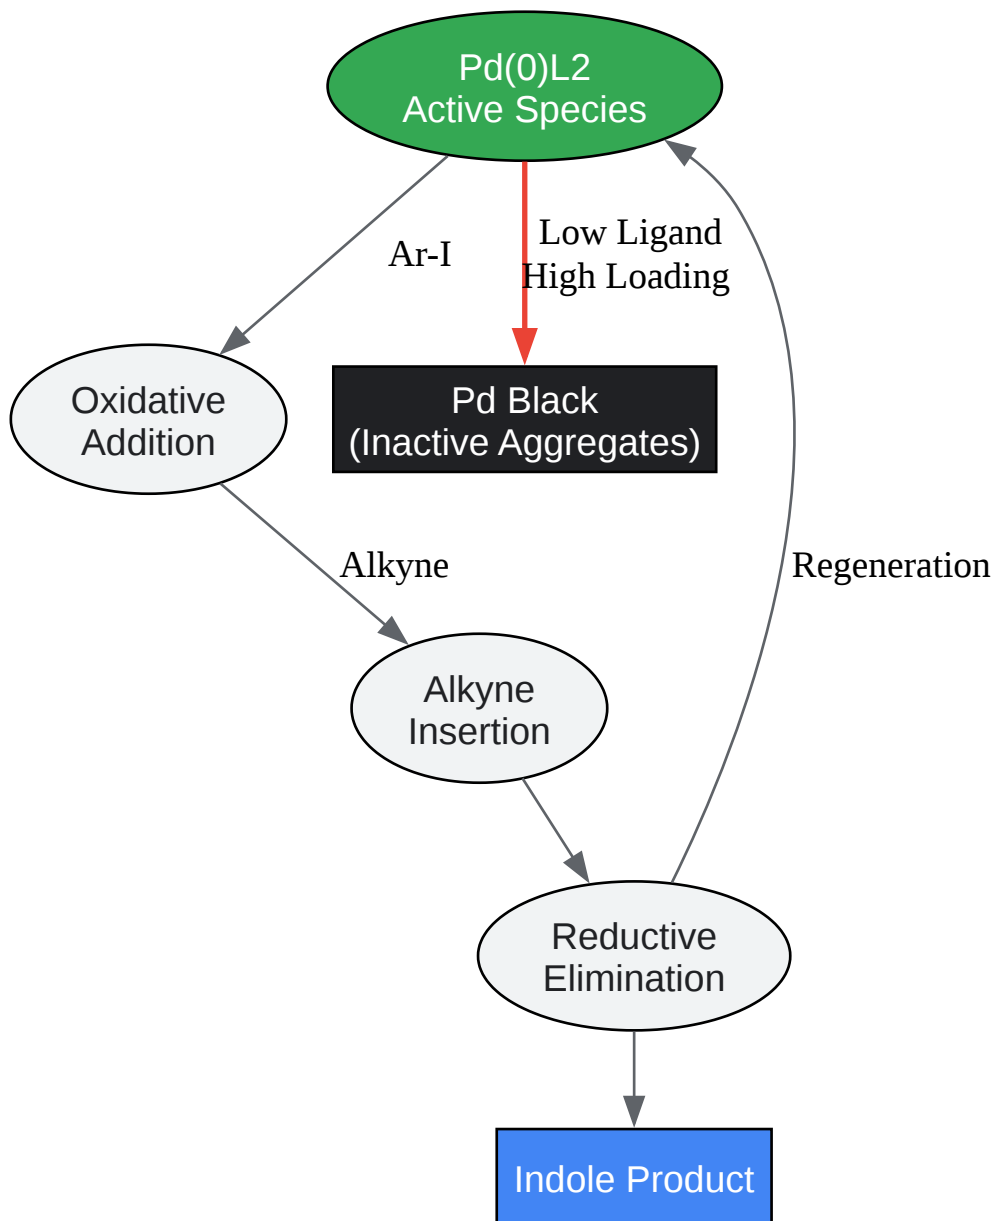 Pd(0)L2
Active Species
Ar-I
Low Ligand
High Loading
Oxidative
Addition
Pd Black
(Inactive Aggregates)
Alkyne
Regeneration
Alkyne
Insertion
Reductive
Elimination
Indole Product